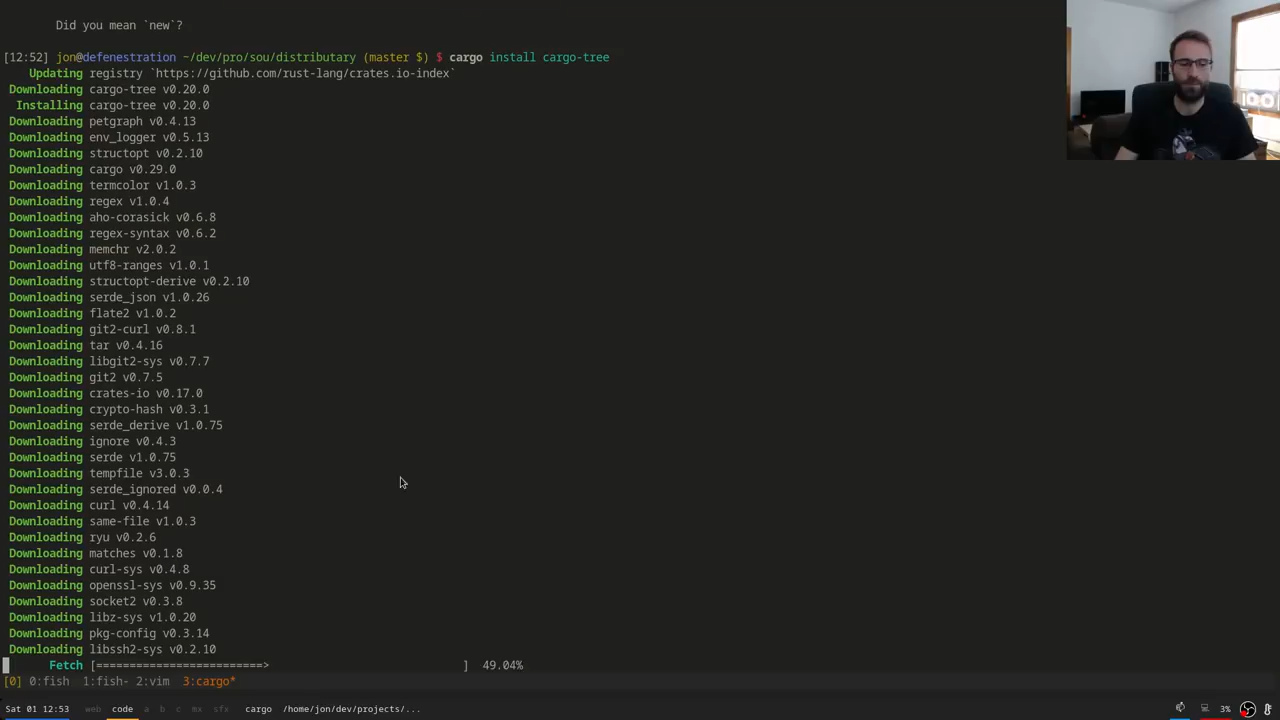 Did you mean `new`?
[12:52] jon@defenestration ~/dev/pro/sou/distributary (master $) $ cargo install cargo-tree
Updating registry `https://github.com/rust-lang/crates.io-index`
Downloading cargo-tree v0.20.0
Installing cargo-tree v0.20.0
Downloading petgraph v0.4.13
Downloading env_logger v0.5.13
Downloading structopt v0.2.10
Downloading cargo v0.29.0
Downloading termcolor v1.0.3
Downloading regex v1.0.4
Downloading aho-corasick v0.6.8
Downloading regex-syntax v0.6.2
Downloading memchr v2.0.2
Downloading utf8-ranges v1.0.1
Downloading structopt-derive v0.2.10
Downloading serde_json v1.0.26
Downloading flate2 v1.0.2
Downloading git2-curl v0.8.1
Downloading tar v0.4.16
Downloading libgit2-sys v0.7.7
Downloading git2 v0.7.5
Downloading crates-io v0.17.0
Downloading crypto-hash v0.3.1
Downloading serde_derive v1.0.75
Downloading ignore v0.4.3
Downloading serde v1.0.75
Downloading tempfile v3.0.3
Downloading serde_ignored v0.0.4
Downloading curl v0.4.14
Downloading same-file v1.0.3
Downloading ryu v0.2.6
Downloading matches v0.1.8
Downloading curl-sys v0.4.8
Downloading openssl-sys v0.9.35
Downloading socket2 v0.3.8
Downloading libz-sys v1.0.20
Downloading pkg-config v0.3.14
Downloading libssh2-sys v0.2.10
Fetch [=========================> ] 49.04%
[0] 0:fish 1:fish- 2:vim 3:cargo*
Sat 01 12:53 web code a b c mx sfx cargo /home/jon/dev/projects/... 3%